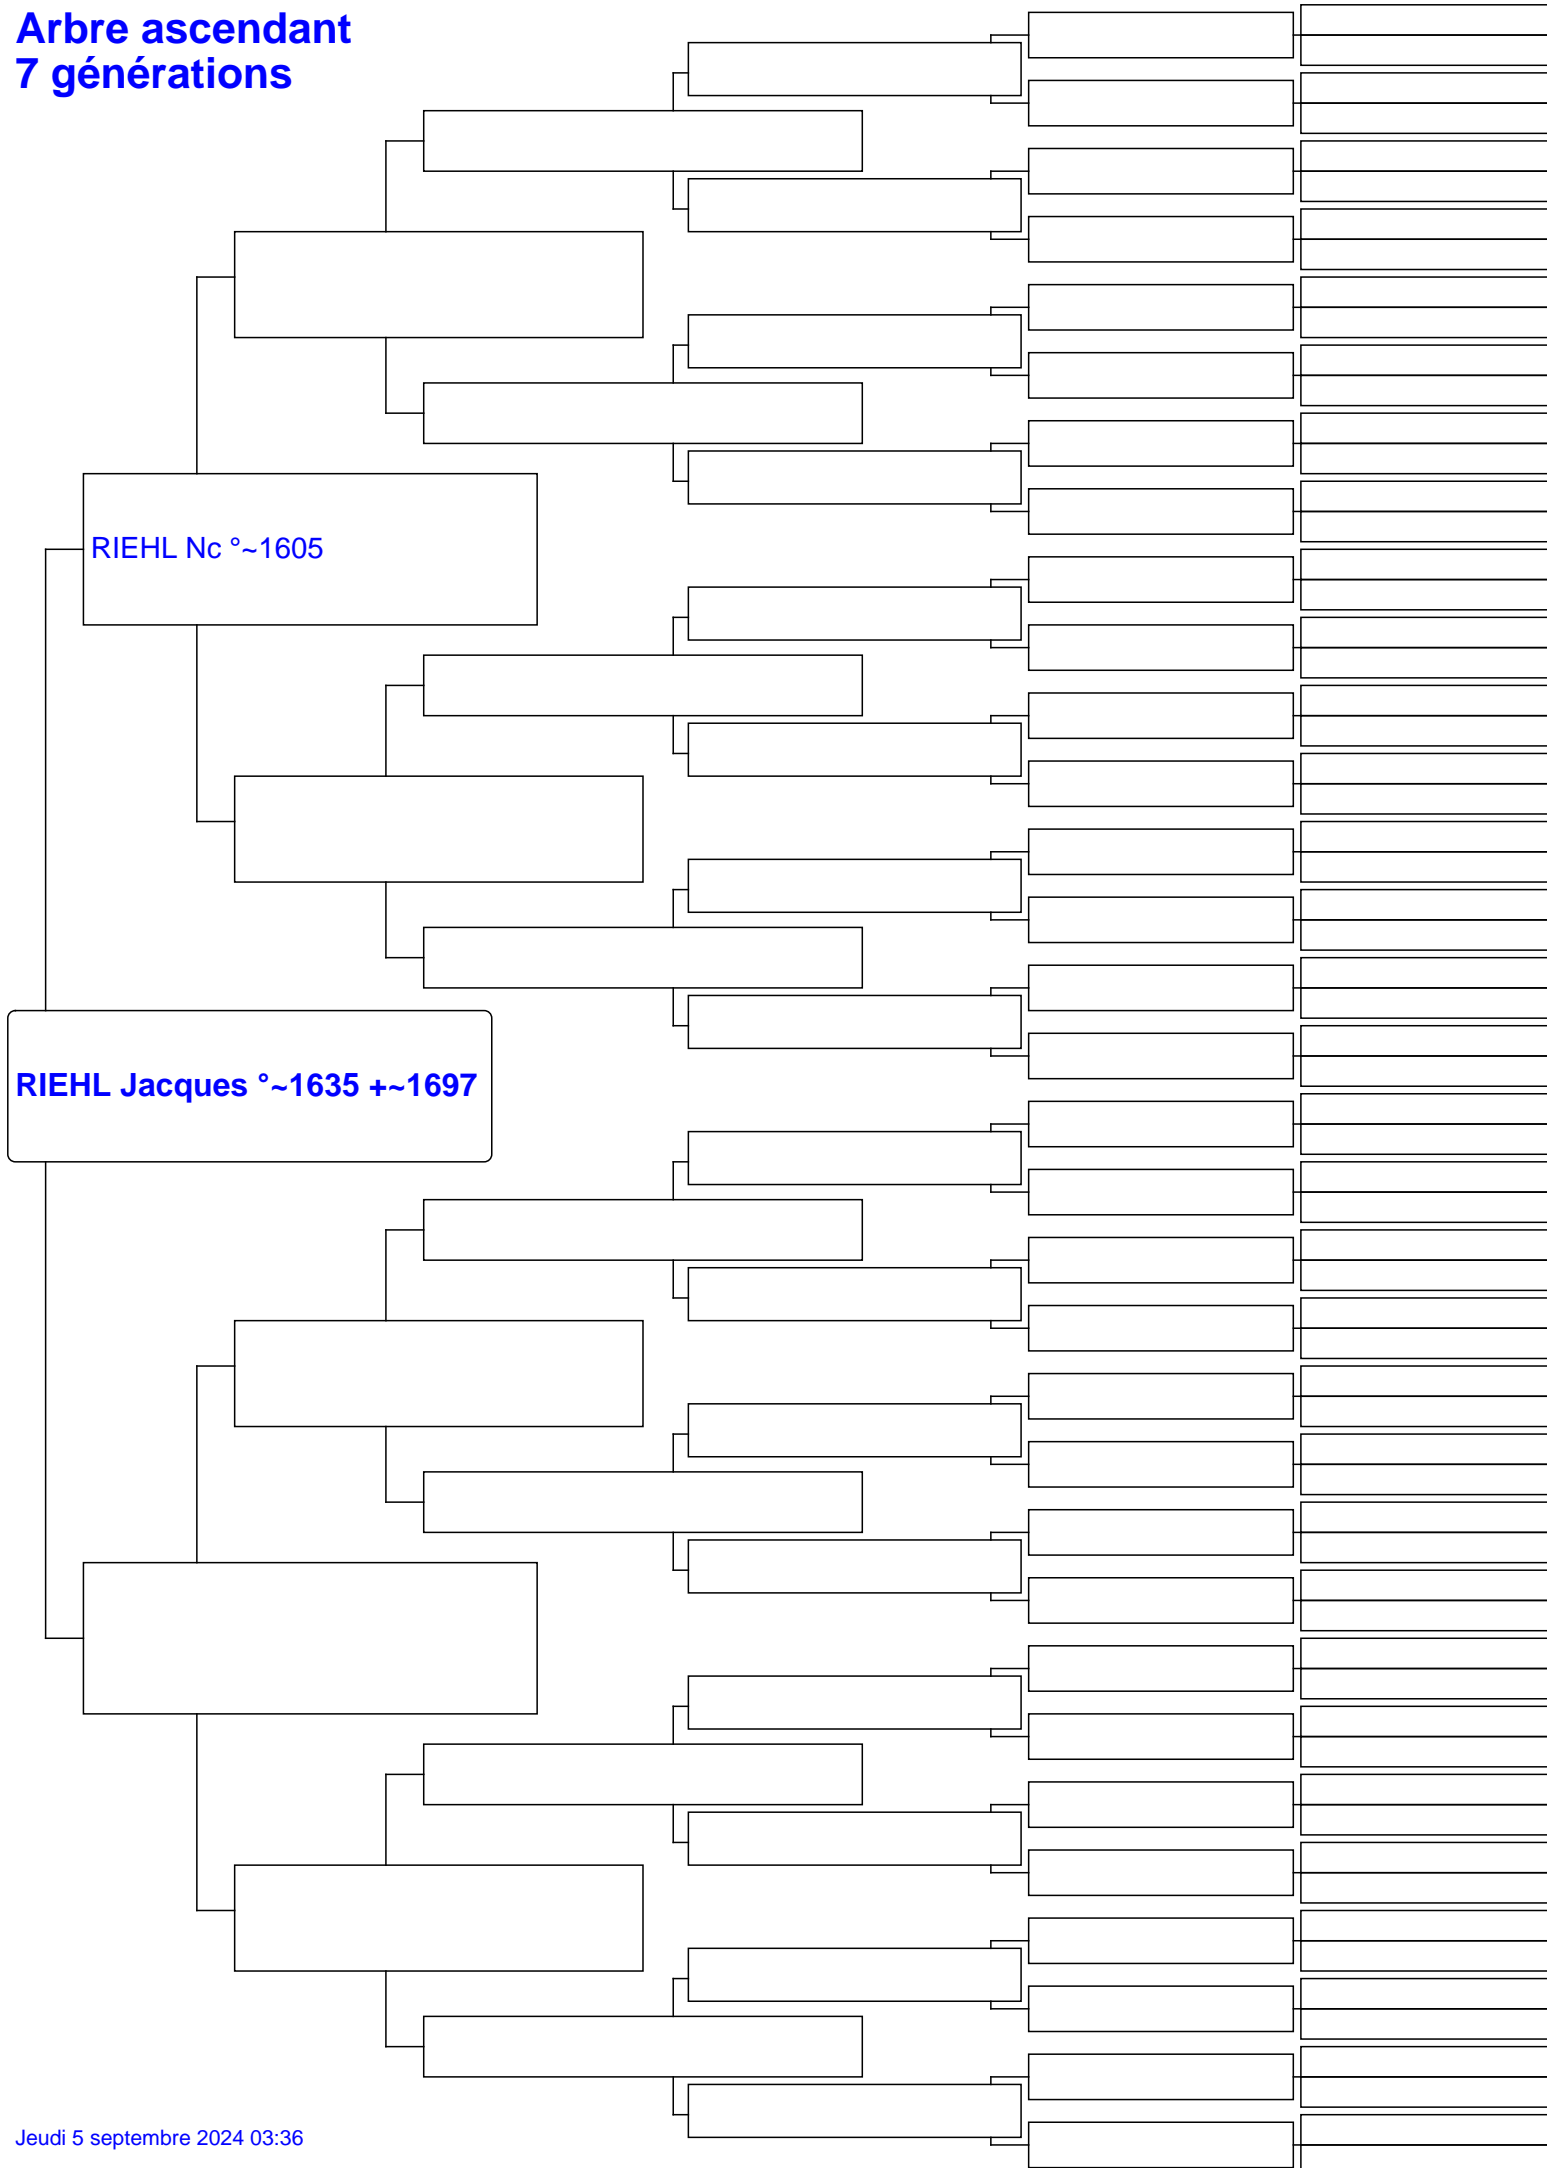 Arbre ascendant
7 générations
RIEHL Nc °~1605
RIEHL Jacques °~1635 +~1697
Jeudi 5 septembre 2024 03:36